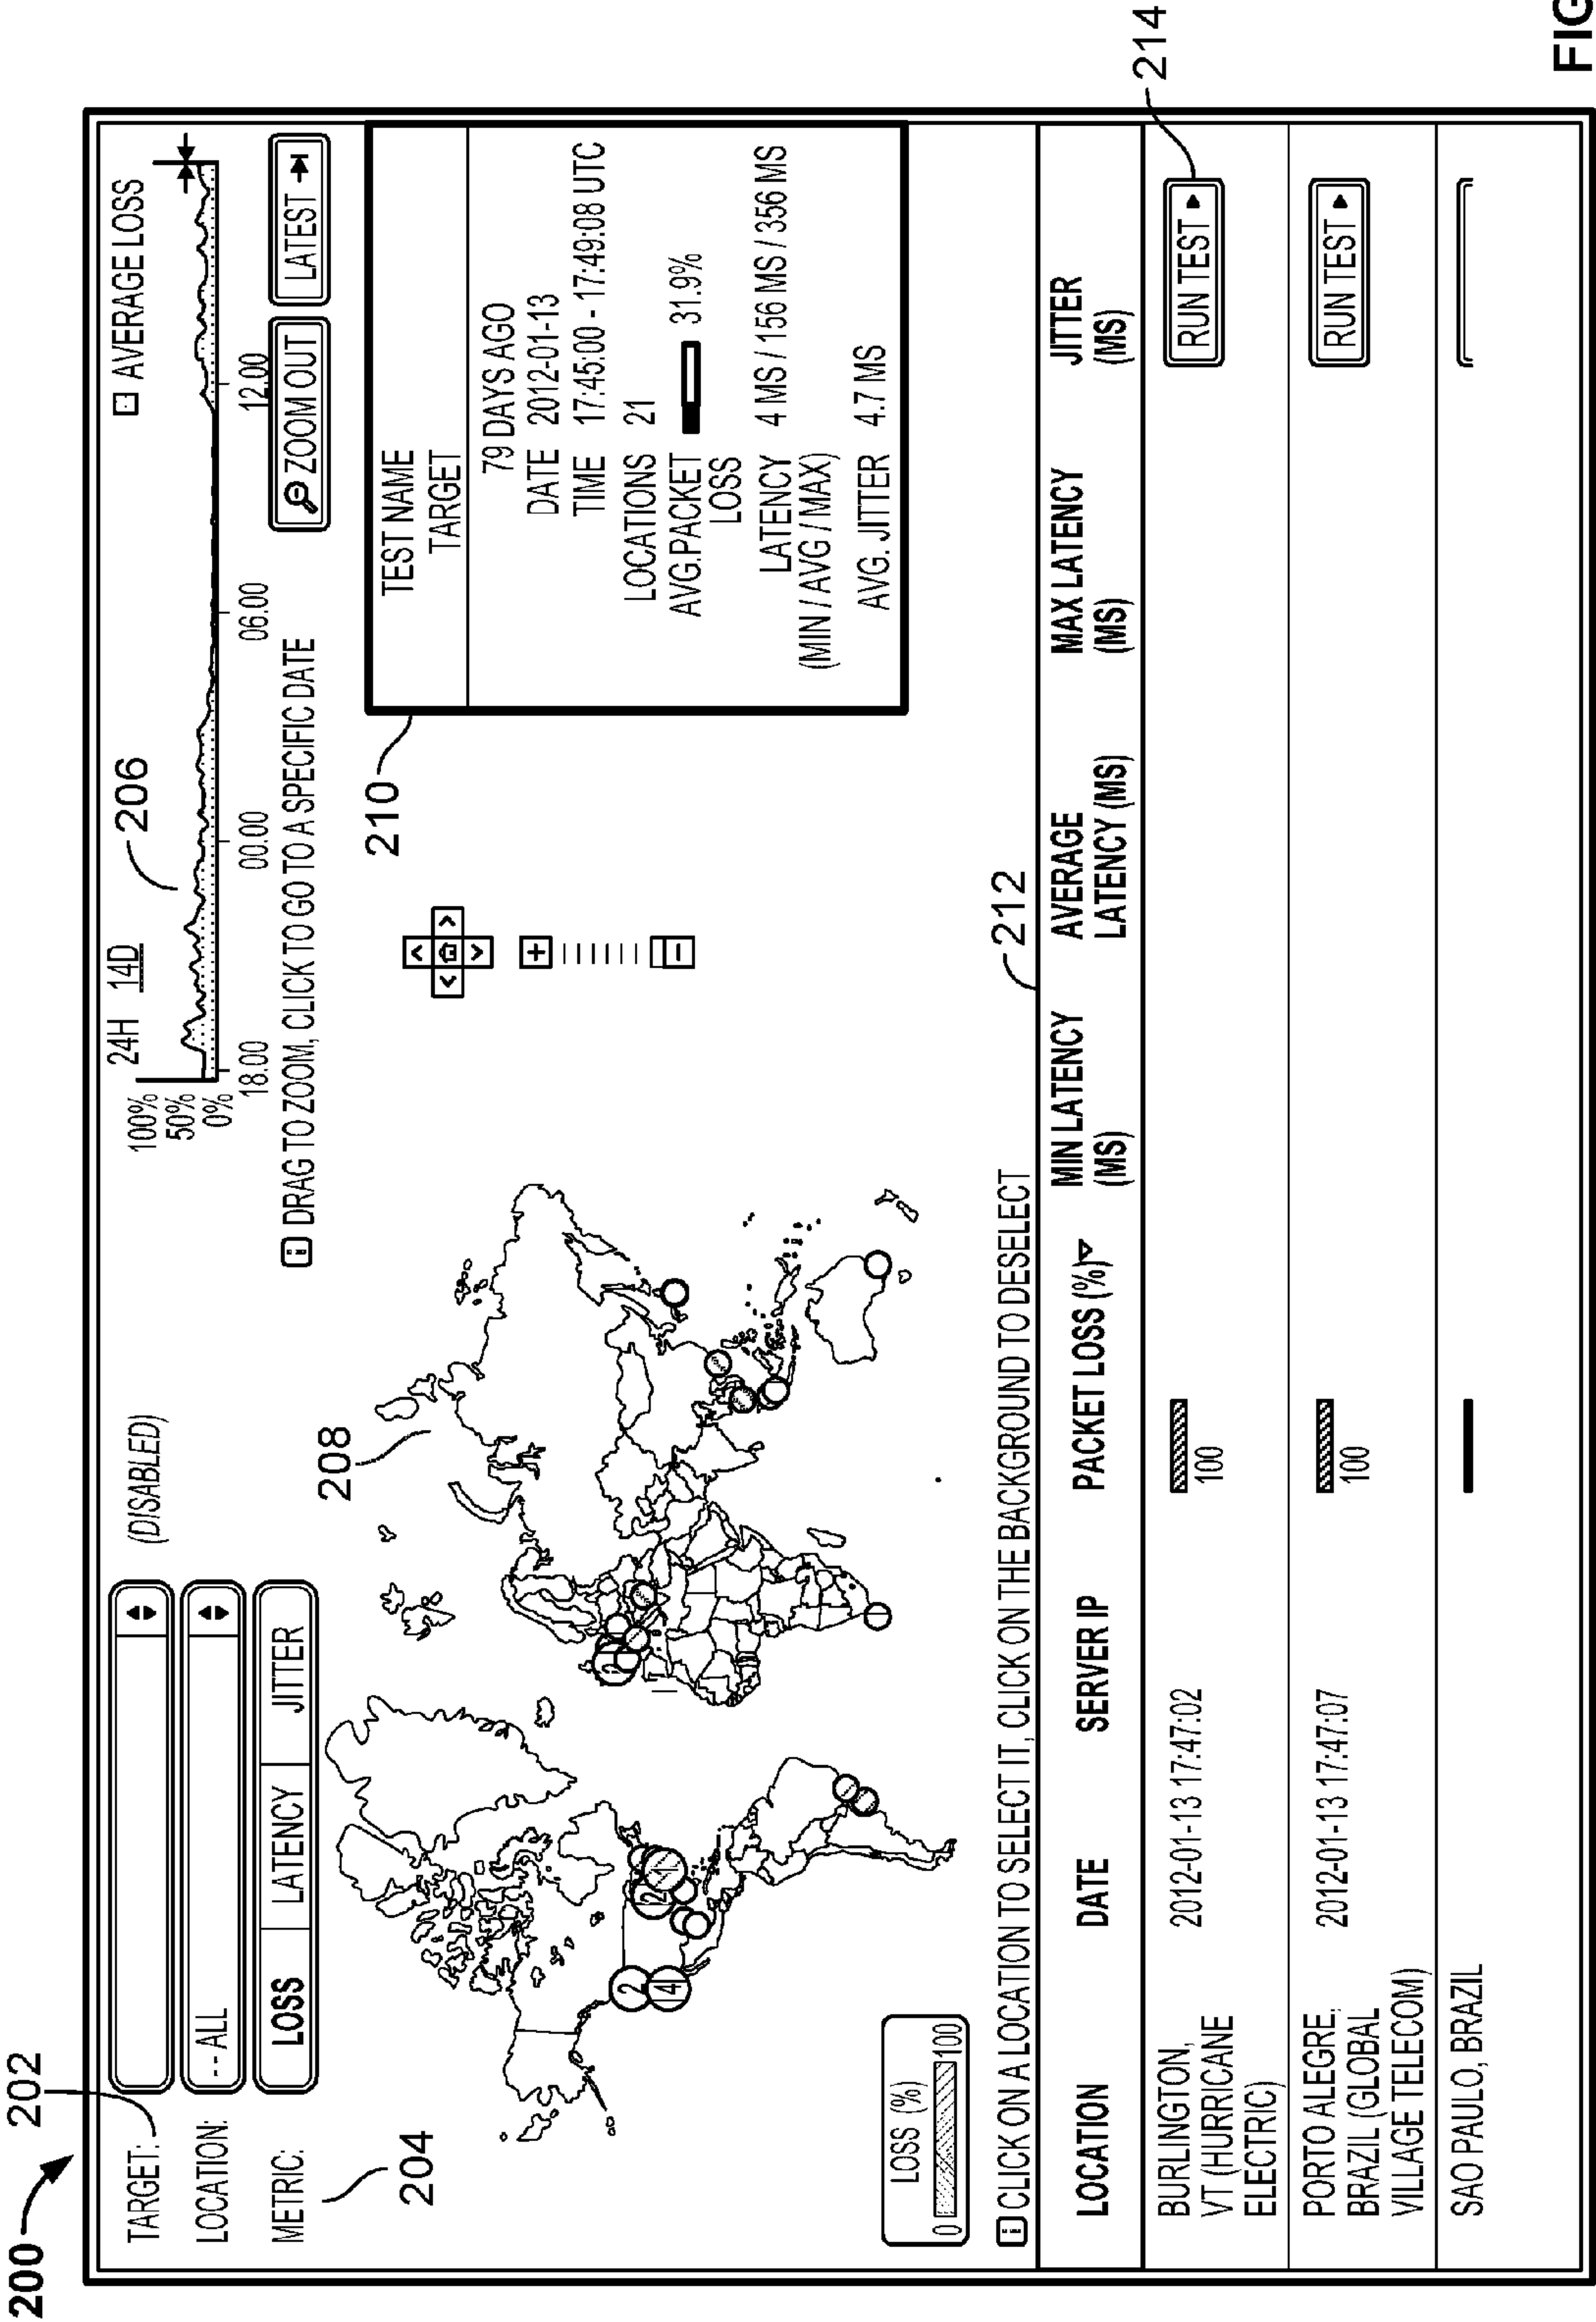 200
202
TARGET:
(DISABLED)
LOCATION:
-- ALL
METRIC:
LOSS
LATENCY
JITTER
204
24H 14D
206
AVERAGE LOSS
100%
50%
0%
18.00
00.00
06.00
12.00
DRAG TO ZOOM, CLICK TO GO TO A SPECIFIC DATE
ZOOM OUT
LATEST
208
210
TEST NAME
TARGET
79 DAYS AGO
DATE 2012-01-13
TIME 17:45:00 - 17:49:08 UTC
LOCATIONS 21
AVG.PACKET 31.9%
LOSS
LATENCY 4 MS / 156 MS / 356 MS
(MIN / AVG / MAX)
AVG. JITTER 4.7 MS
2
4
2
LOSS (%)
0 100
CLICK ON A LOCATION TO SELECT IT, CLICK ON THE BACKGROUND TO DESELECT
212
LOCATION DATE SERVER IP PACKET LOSS (%) MIN LATENCY AVERAGE MAX LATENCY JITTER
(MS) LATENCY (MS) (MS) (MS)
BURLINGTON, 2012-01-13 17:47:02 RUN TEST
VT (HURRICANE 100
ELECTRIC)
214
PORTO ALEGRE, 2012-01-13 17:47:07 RUN TEST
BRAZIL (GLOBAL 100
VILLAGE TELECOM)
SAO PAULO, BRAZIL
FIG